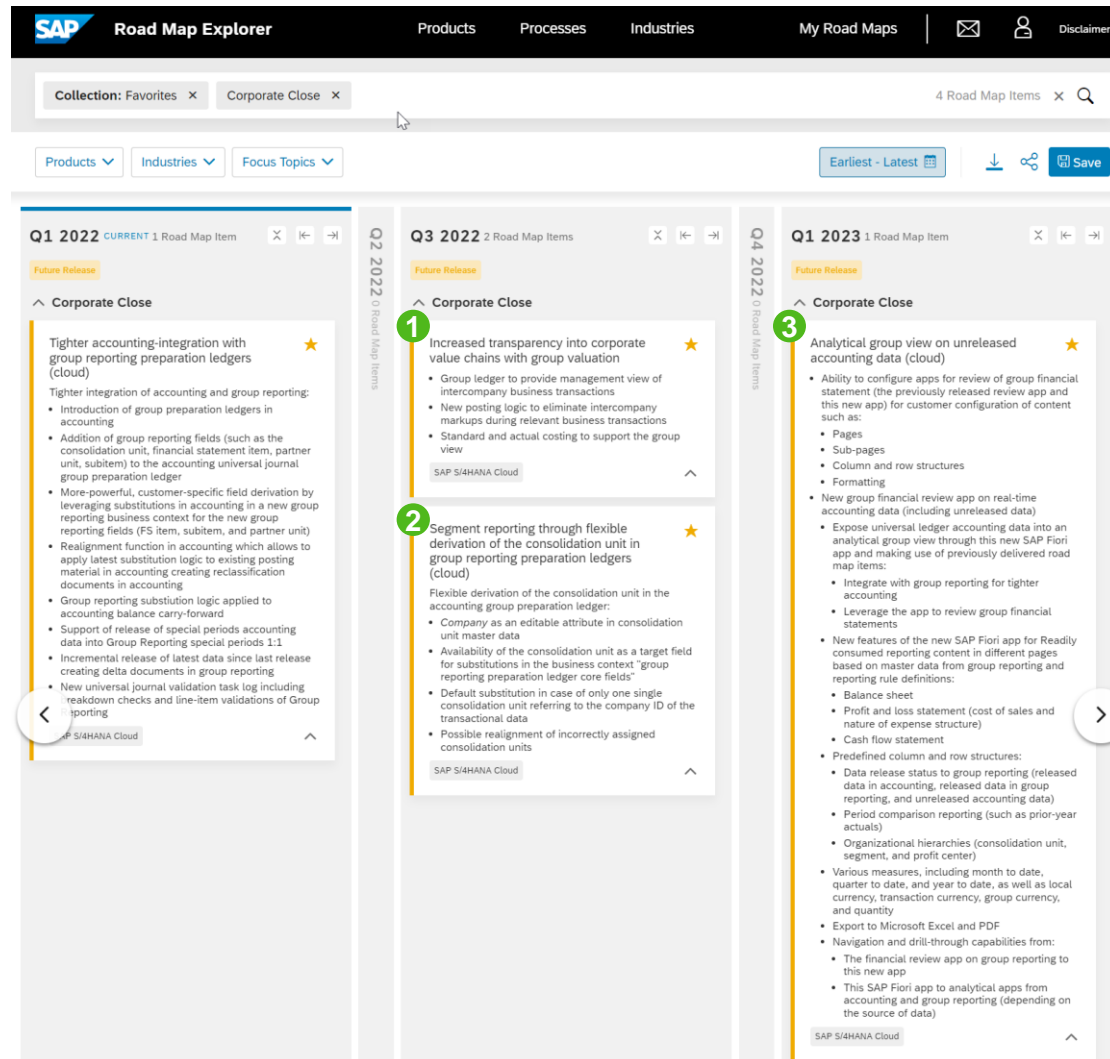 SAP Road Map Explorer Products Processes Industries My Road Maps Disclaimer
Collection: Favorites × Corporate Close × 4 Road Map Items ×
Products Industries Focus Topics Earliest - Latest Save
Q1 2022 CURRENT 1 Road Map Item
Future Release
Corporate Close
Tighter accounting-integration with
group reporting preparation ledgers
(cloud)
Tighter integration of accounting and group reporting:
• Introduction of group preparation ledgers in
accounting
• Addition of group reporting fields (such as the
consolidation unit, financial statement item, partner
unit, subitem) to the accounting universal journal
group preparation ledger
• More-powerful, customer-specific field derivation by
leveraging substitutions in accounting in a new group
reporting business context for the new group
reporting fields (FS item, subitem, and partner unit)
• Realignment function in accounting which allows to
apply latest substitution logic to existing posting
material in accounting creating reclassification
documents in accounting
• Group reporting substiution logic applied to
accounting balance carry-forward
• Support of release of special periods accounting
data into Group Reporting special periods 1:1
• Incremental release of latest data since last release
creating delta documents in group reporting
• New universal journal validation task log including
breakdown checks and line-item validations of Group
Reporting
SAP S/4HANA Cloud
Q2 2022 0 Road Map Items
Q3 2022 2 Road Map Items
Future Release
Corporate Close
1
Increased transparency into corporate
value chains with group valuation
• Group ledger to provide management view of
intercompany business transactions
• New posting logic to eliminate intercompany
markups during relevant business transactions
• Standard and actual costing to support the group
view
SAP S/4HANA Cloud
2
Segment reporting through flexible
derivation of the consolidation unit in
group reporting preparation ledgers
(cloud)
Flexible derivation of the consolidation unit in the
accounting group preparation ledger:
• Company as an editable attribute in consolidation
unit master data
• Availability of the consolidation unit as a target field
for substitutions in the business context "group
reporting preparation ledger core fields"
• Default substitution in case of only one single
consolidation unit referring to the company ID of the
transactional data
• Possible realignment of incorrectly assigned
consolidation units
SAP S/4HANA Cloud
Q4 2022 0 Road Map Items
Q1 2023 1 Road Map Item
Future Release
Corporate Close
3
Analytical group view on unreleased
accounting data (cloud)
• Ability to configure apps for review of group financial
statement (the previously released review app and
this new app) for customer configuration of content
such as:
• Pages
• Sub-pages
• Column and row structures
• Formatting
• New group financial review app on real-time
accounting data (including unreleased data)
• Expose universal ledger accounting data into an
analytical group view through this new SAP Fiori
app and making use of previously delivered road
map items:
• Integrate with group reporting for tighter
accounting
• Leverage the app to review group financial
statements
• New features of the new SAP Fiori app for Readily
consumed reporting content in different pages
based on master data from group reporting and
reporting rule definitions:
• Balance sheet
• Profit and loss statement (cost of sales and
nature of expense structure)
• Cash flow statement
• Predefined column and row structures:
• Data release status to group reporting (released
data in accounting, released data in group
reporting, and unreleased accounting data)
• Period comparison reporting (such as prior-year
actuals)
• Organizational hierarchies (consolidation unit,
segment, and profit center)
• Various measures, including month to date,
quarter to date, and year to date, as well as local
currency, transaction currency, group currency,
and quantity
• Export to Microsoft Excel and PDF
• Navigation and drill-through capabilities from:
• The financial review app on group reporting to
this new app
• This SAP Fiori app to analytical apps from
accounting and group reporting (depending on
the source of data)
SAP S/4HANA Cloud